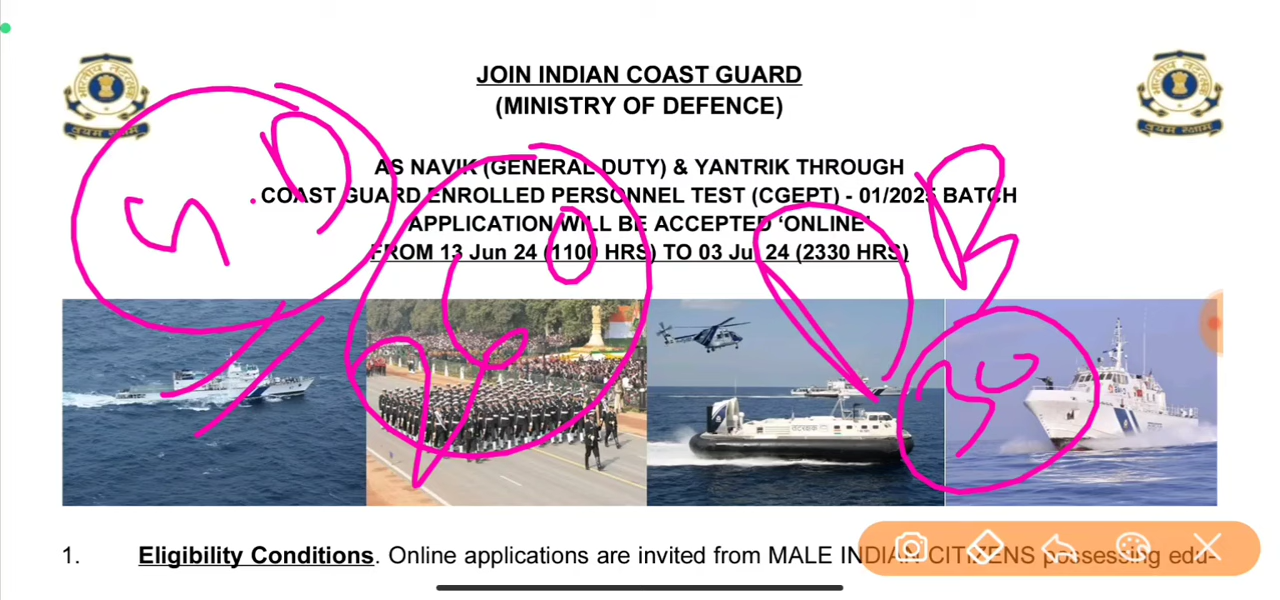 JOIN INDIAN COAST GUARD
(MINISTRY OF DEFENCE)
AS NAVIK (GENERAL DUTY) & YANTRIK THROUGH
COAST GUARD ENROLLED PERSONNEL TEST (CGEPT) - 01/2025 BATCH
APPLICATION WILL BE ACCEPTED ‘ONLINE’
FROM 13 Jun 24 (1100 HRS) TO 03 Jul 24 (2330 HRS)
1. Eligibility Conditions. Online applications are invited from MALE INDIAN CITIZENS possessing edu-